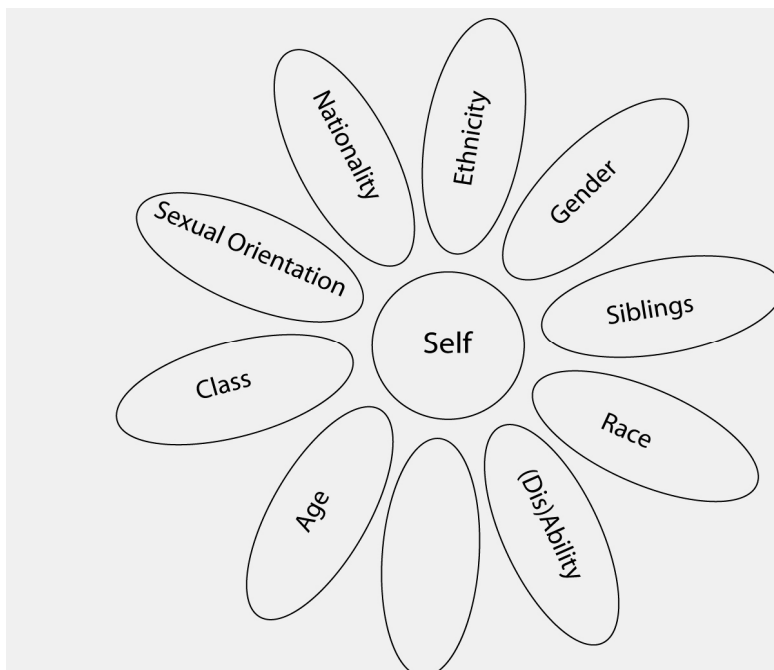 Nationality
Ethnicity
Gender
Sexual Orientation
Siblings
Self
Class
Race
Age
(Dis)Ability